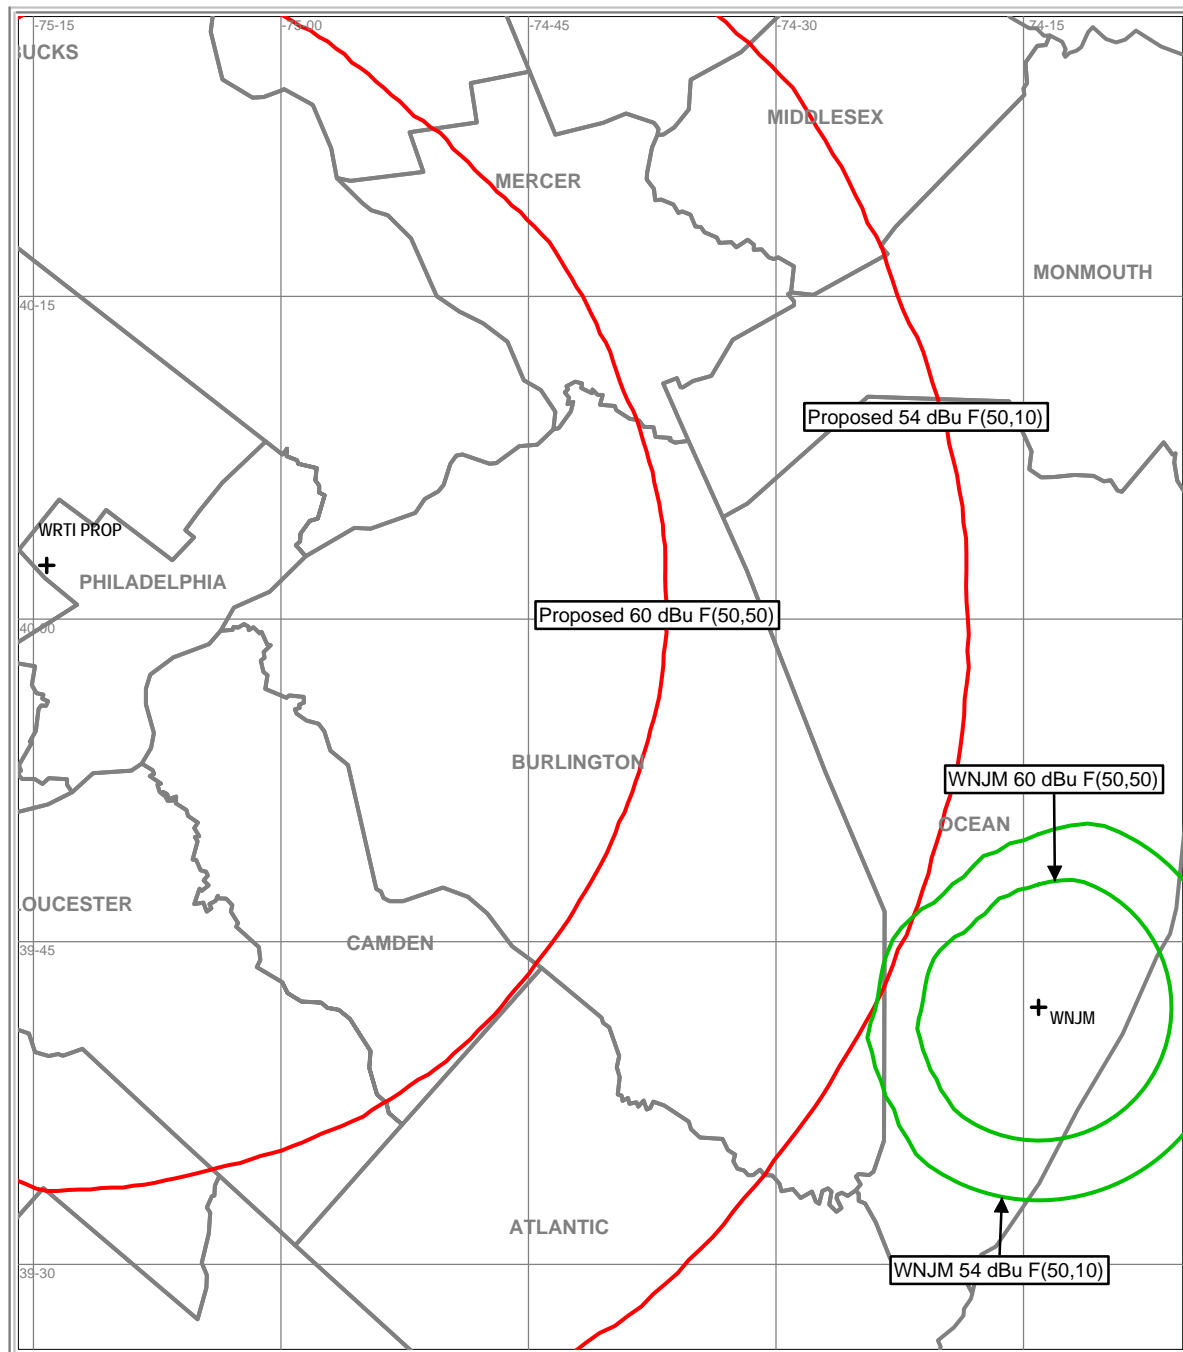 -75-15
-75-00
-74-45
-74-30
-74-15
BUCKS
MIDDLESEX
MERCER
MONMOUTH
40-15
Proposed 54 dBu F(50,10)
WRTI PROP
PHILADELPHIA
Proposed 60 dBu F(50,50)
40-00
BURLINGTON
WNJM 60 dBu F(50,50)
OCEAN
LOUCESTER
CAMDEN
39-45
WNJM
ATLANTIC
WNJM 54 dBu F(50,10)
39-30